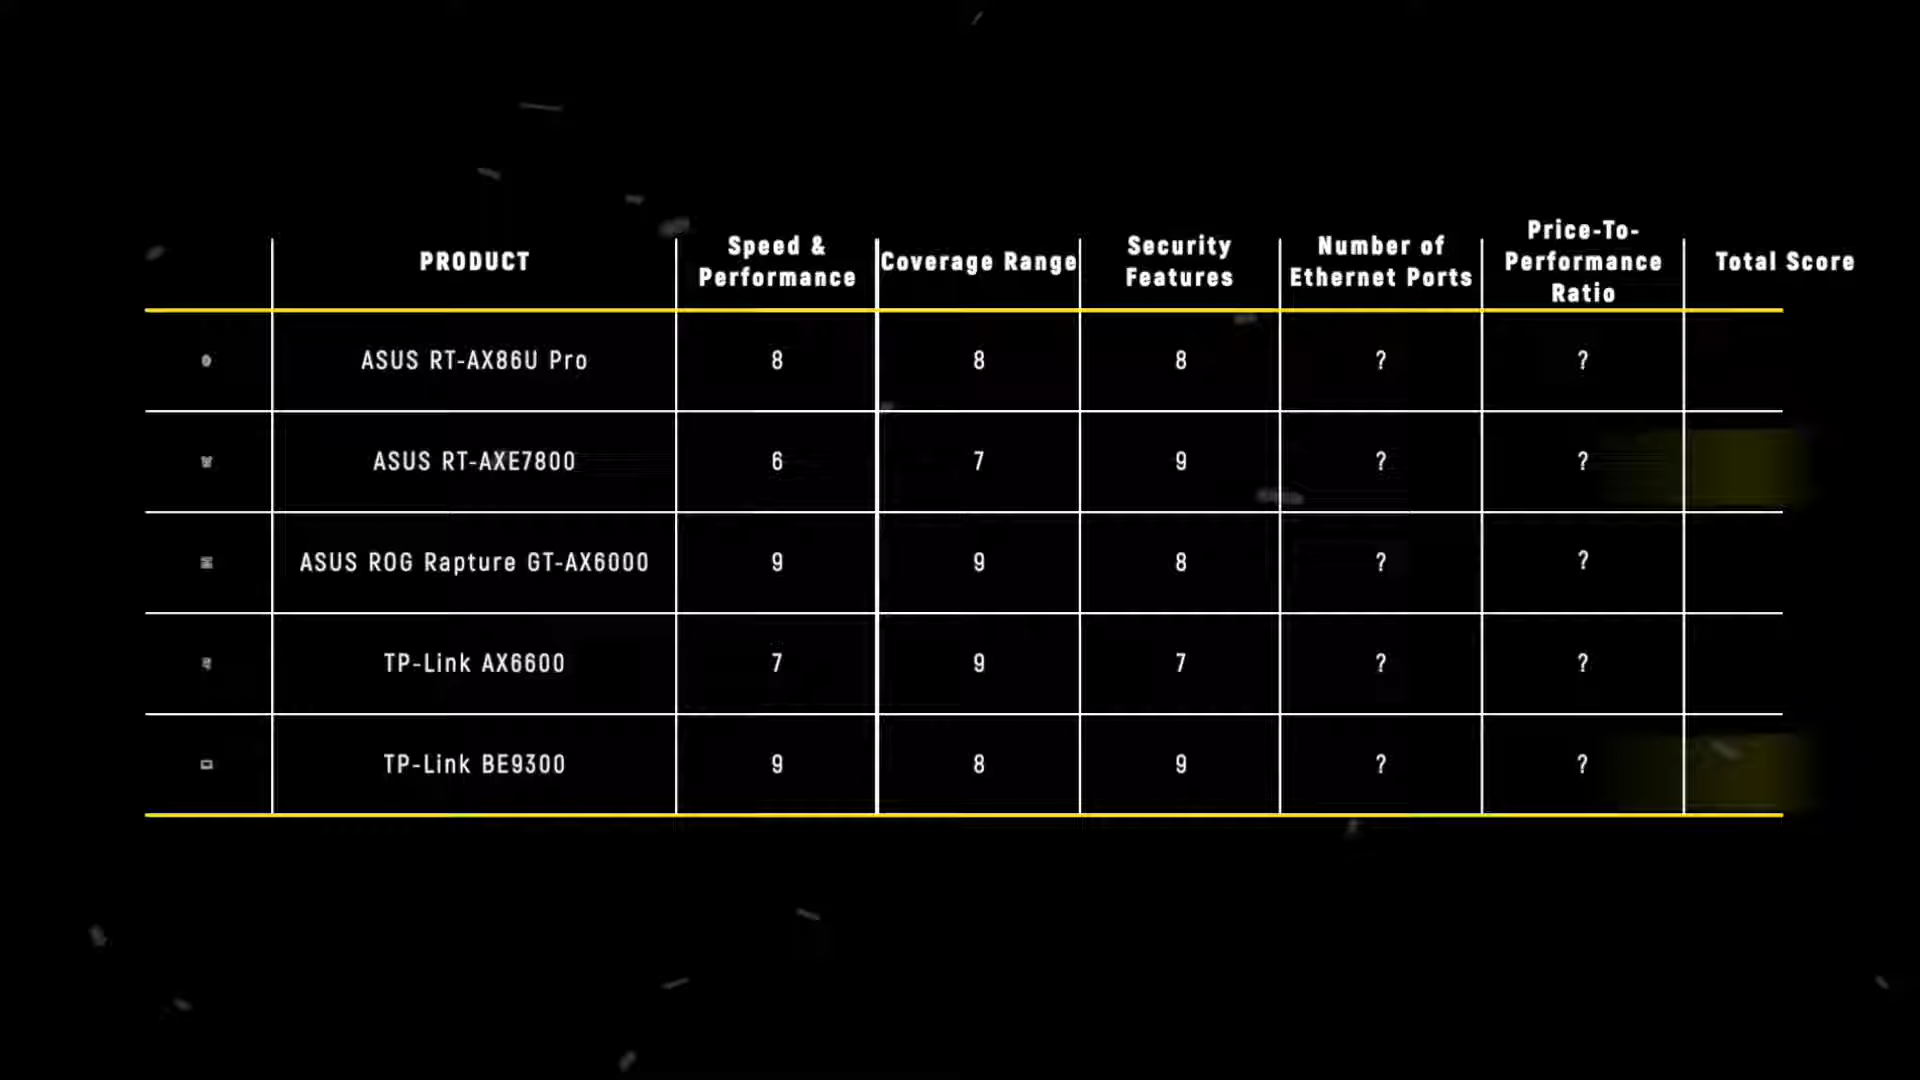 PRODUCT Speed & Performance Coverage Range Security Features Number of Ethernet Ports Price-To-Performance Ratio Total Score
ASUS RT-AX86U Pro 8 8 8 ? ?
ASUS RT-AXE7800 6 7 9 ? ?
ASUS ROG Rapture GT-AX6000 9 9 8 ? ?
TP-Link AX6600 7 9 7 ? ?
TP-Link BE9300 9 8 9 ? ?